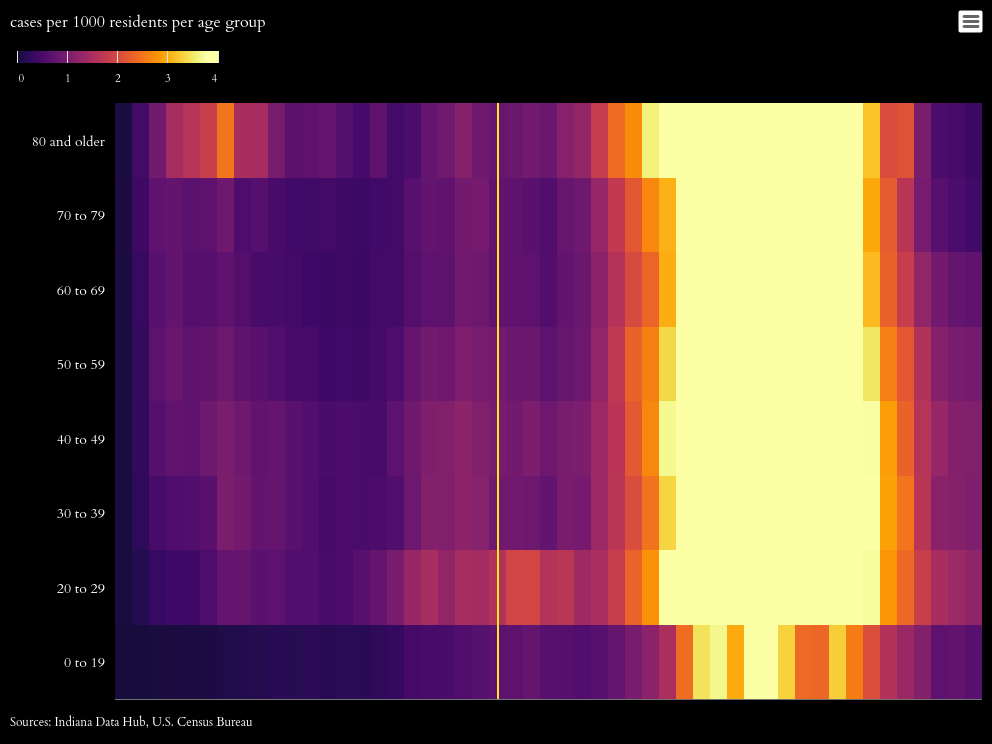 cases per 1000 residents per age group
0 1 2 3 4
80 and older
70 to 79
60 to 69
50 to 59
40 to 49
30 to 39
20 to 29
0 to 19
Sources: Indiana Data Hub, U.S. Census Bureau